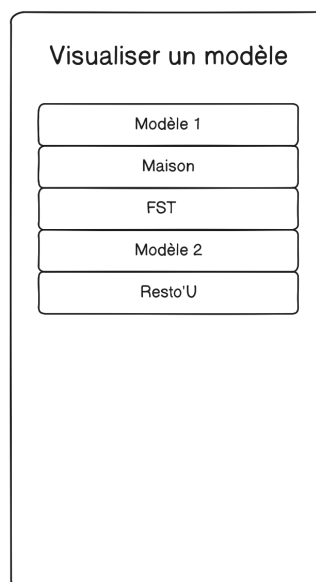 Visualiser un modèle
Modèle 1
Maison
FST
Modèle 2
Resto'U